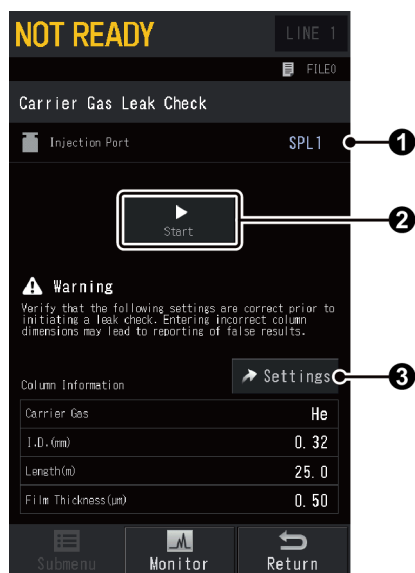 NOT READY LINE 1
FILE0
Carrier Gas Leak Check
Injection Port SPL1 1
Start 2
Warning
Verify that the following settings are correct prior to
initiating a leak check. Entering incorrect column
dimensions may lead to reporting of false results.
Settings 3
Column Information
Carrier Gas He
I.D.(mm) 0.32
Length(m) 25.0
Film Thickness(µm) 0.50
Submenu Monitor Return